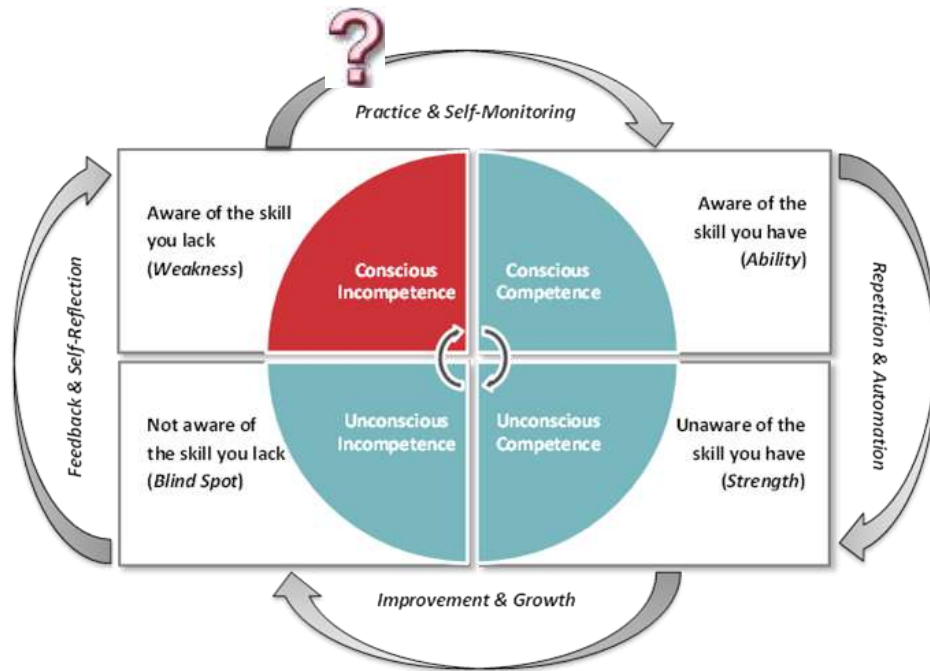 ?
Practice & Self-Monitoring
Aware of the skill
you lack
(Weakness)
Conscious
Incompetence
Conscious
Competence
Aware of the
skill you have
(Ability)
Feedback & Self-Reflection
Repetition & Automation
Not aware of
the skill you lack
(Blind Spot)
Unconscious
Incompetence
Unconscious
Competence
Unaware of the
skill you have
(Strength)
Improvement & Growth